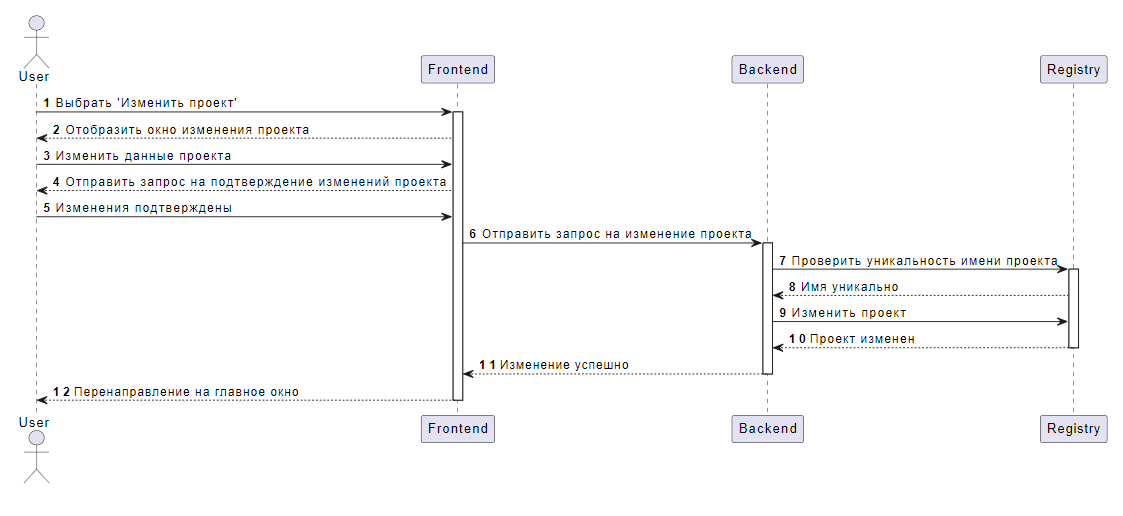 User
Frontend
Backend
Registry
1 Выбрать 'Изменить проект'
2 Отобразить окно изменения проекта
3 Изменить данные проекта
4 Отправить запрос на подтверждение изменений проекта
5 Изменения подтверждены
6 Отправить запрос на изменение проекта
7 Проверить уникальность имени проекта
8 Имя уникально
9 Изменить проект
10 Проект изменен
11 Изменение успешно
12 Перенаправление на главное окно
User
Frontend
Backend
Registry